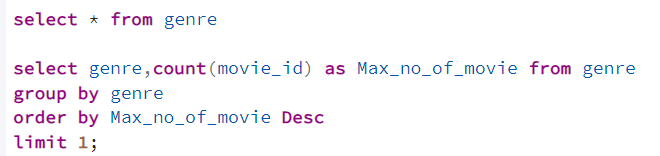 select * from genre
select genre,count(movie_id) as Max_no_of_movie from genre
group by genre
order by Max_no_of_movie Desc
limit 1;